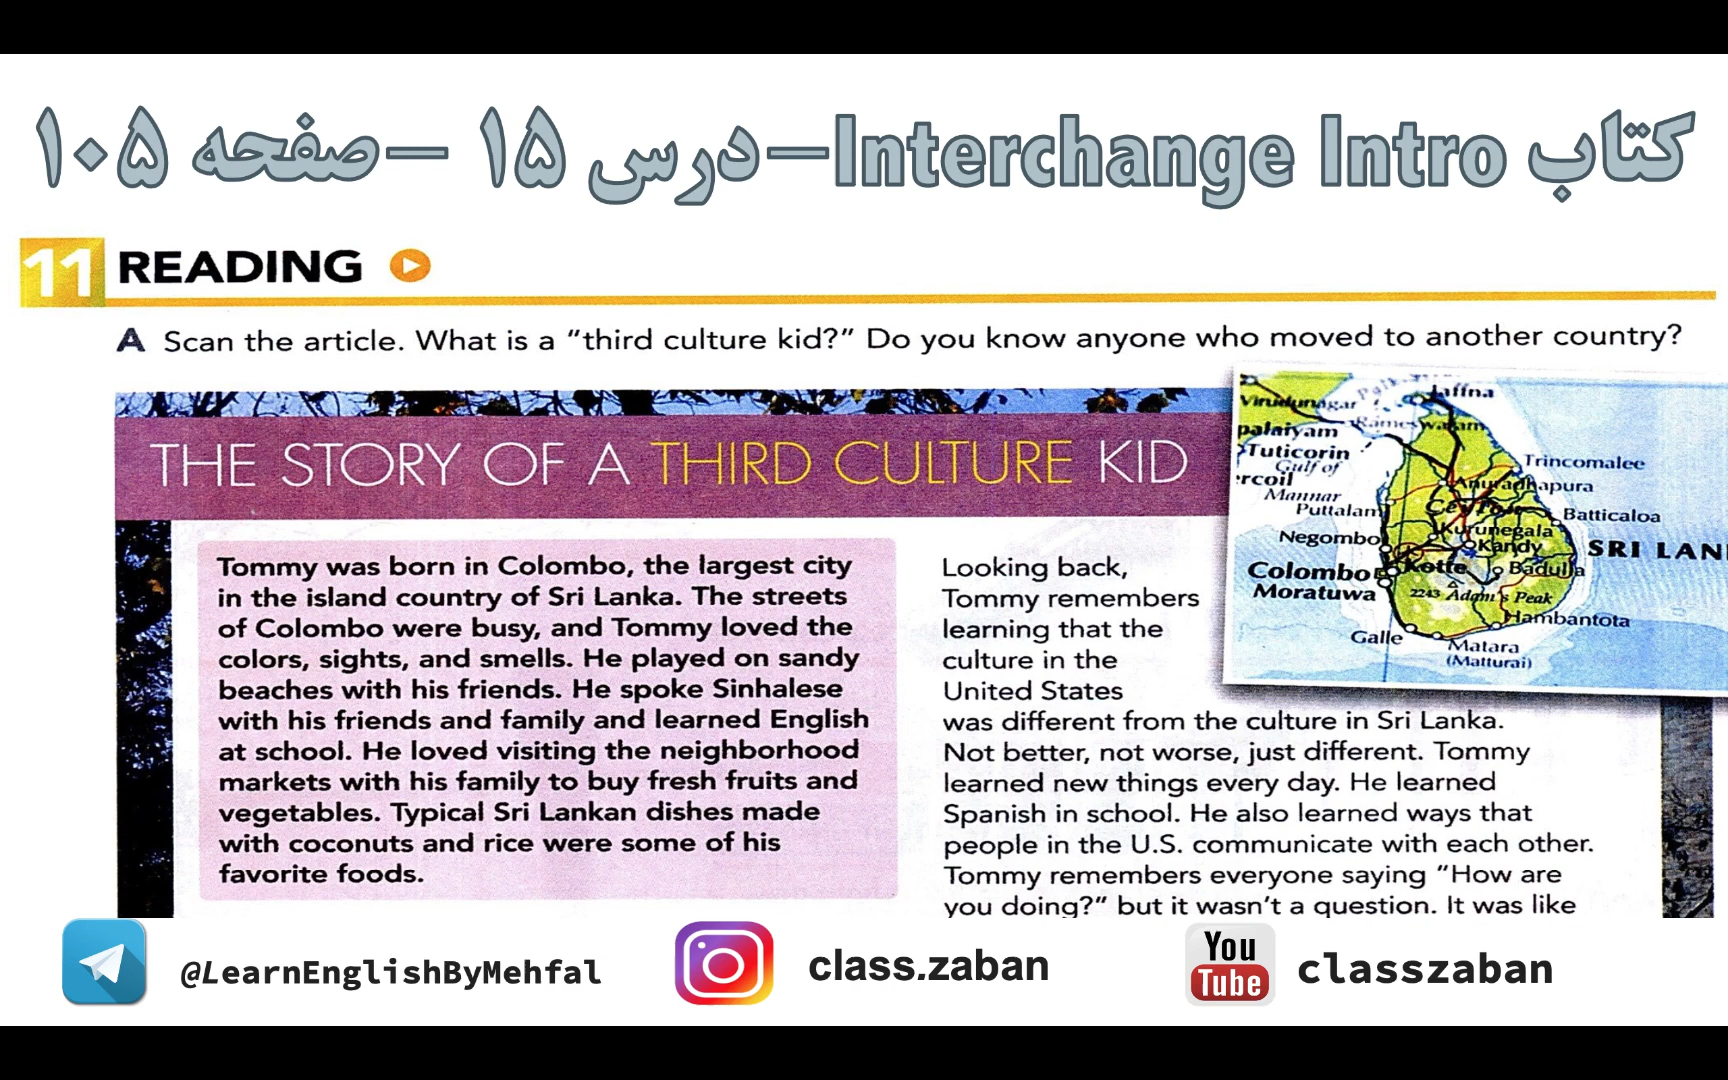 کتاب Interchange Intro–درس ۱۵ –صفحه ۱۰۵
11 READING
A Scan the article. What is a “third culture kid?” Do you know anyone who moved to another country?
THE STORY OF A THIRD CULTURE KID
Tommy was born in Colombo, the largest city
in the island country of Sri Lanka. The streets
of Colombo were busy, and Tommy loved the
colors, sights, and smells. He played on sandy
beaches with his friends. He spoke Sinhalese
with his friends and family and learned English
at school. He loved visiting the neighborhood
markets with his family to buy fresh fruits and
vegetables. Typical Sri Lankan dishes made
with coconuts and rice were some of his
favorite foods.
Looking back,
Tommy remembers
learning that the
culture in the
United States
was different from the culture in Sri Lanka.
Not better, not worse, just different. Tommy
learned new things every day. He learned
Spanish in school. He also learned ways that
people in the U.S. communicate with each other.
Tommy remembers everyone saying “How are
you doing?” but it wasn’t a question. It was like
Jaffna
Virudunagar
palaiyam
Rameswaram
Tuticorin
Gulf of
Mannar
ercoil
Trincomalee
Anuradhapura
Puttalam
Ceylon
Batticaloa
Kurunegala
Negombo
Kandy
SRI LAN
Colombo
Kotte
Badulla
Moratuwa
2243 Adam's Peak
Hambantota
Galle
Matara
(Matturai)
@LearnEnglishByMehfal
class.zaban
You
Tube
classzaban